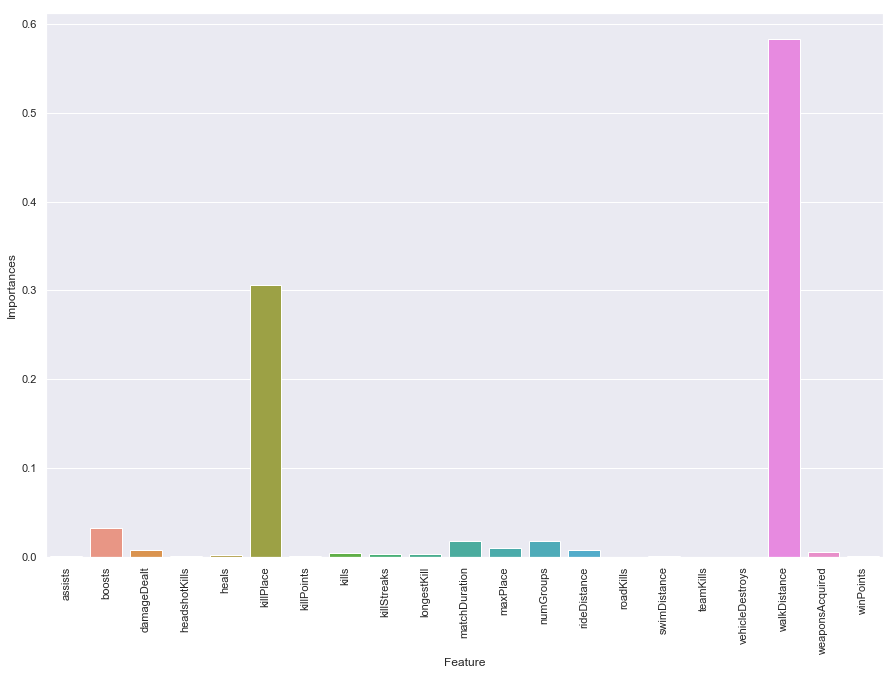 0.6
0.5
0.4
0.3
0.2
0.1
0.0
Importances
assists
boosts
damageDealt
headshotKills
heals
killPlace
killPoints
kills
killStreaks
longestKill
matchDuration
maxPlace
numGroups
rideDistance
roadKills
swimDistance
teamKills
vehicleDestroys
walkDistance
weaponsAcquired
winPoints
Feature